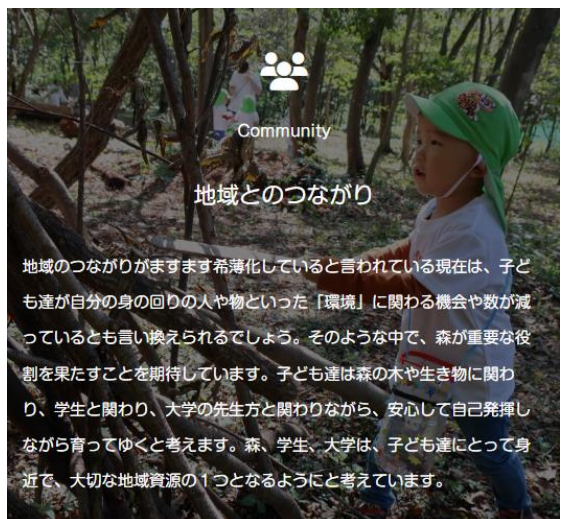 Community
地域とのつながり
地域のつながりがますます希薄化していると言われている現在は、子ど
も達が自分の身の回りの人や物といった「環境」に関わる機会や数が減
っているとも言い換えられるでしょう。そのような中で、森が重要な役
割を果たすことを期待しています。子ども達は森の木や生き物に関わ
り、学生と関わり、大学の先生方と関わりながら、安心して自己発揮し
ながら育ってゆくと考えます。森、学生、大学は、子ども達にとって身
近で、大切な地域資源の１つとなるようにと考えています。